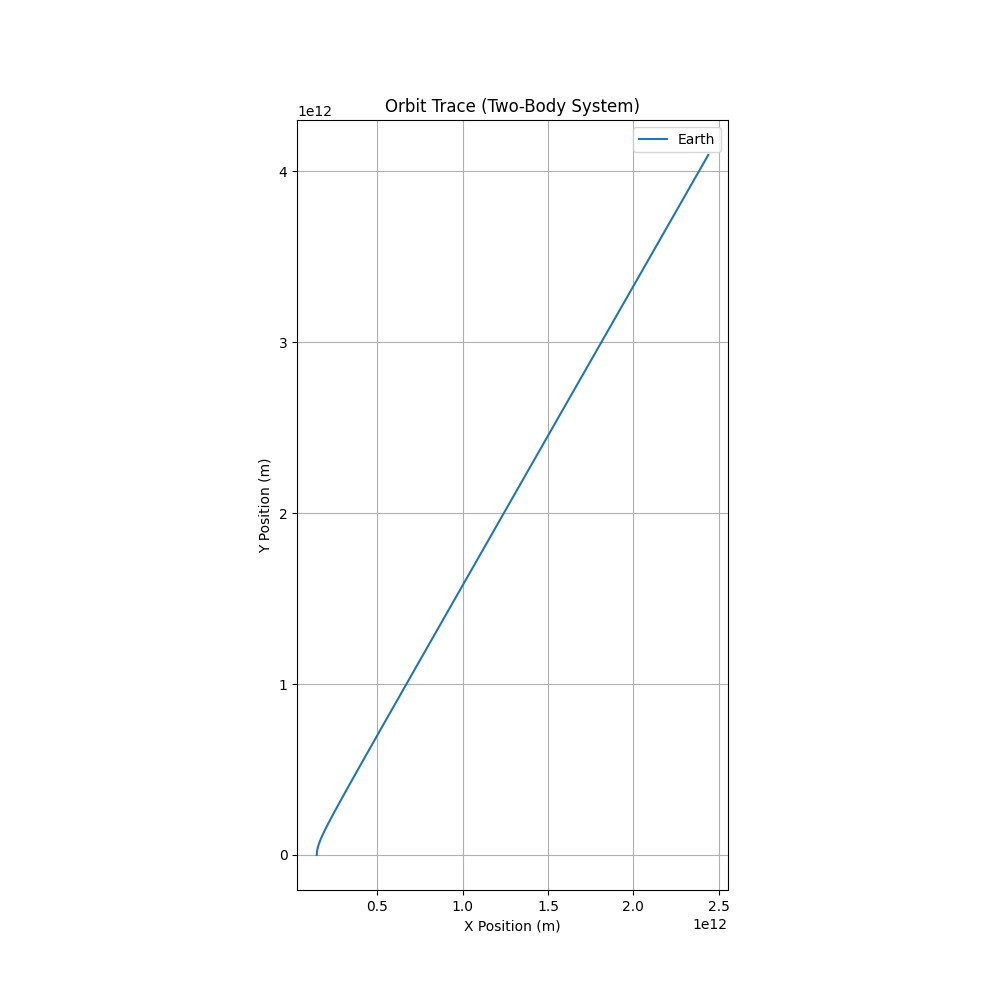 Orbit Trace (Two-Body System)
1e12
Earth
4
3
2
1
0
Y Position (m)
0.5 1.0 1.5 2.0 2.5
1e12
X Position (m)